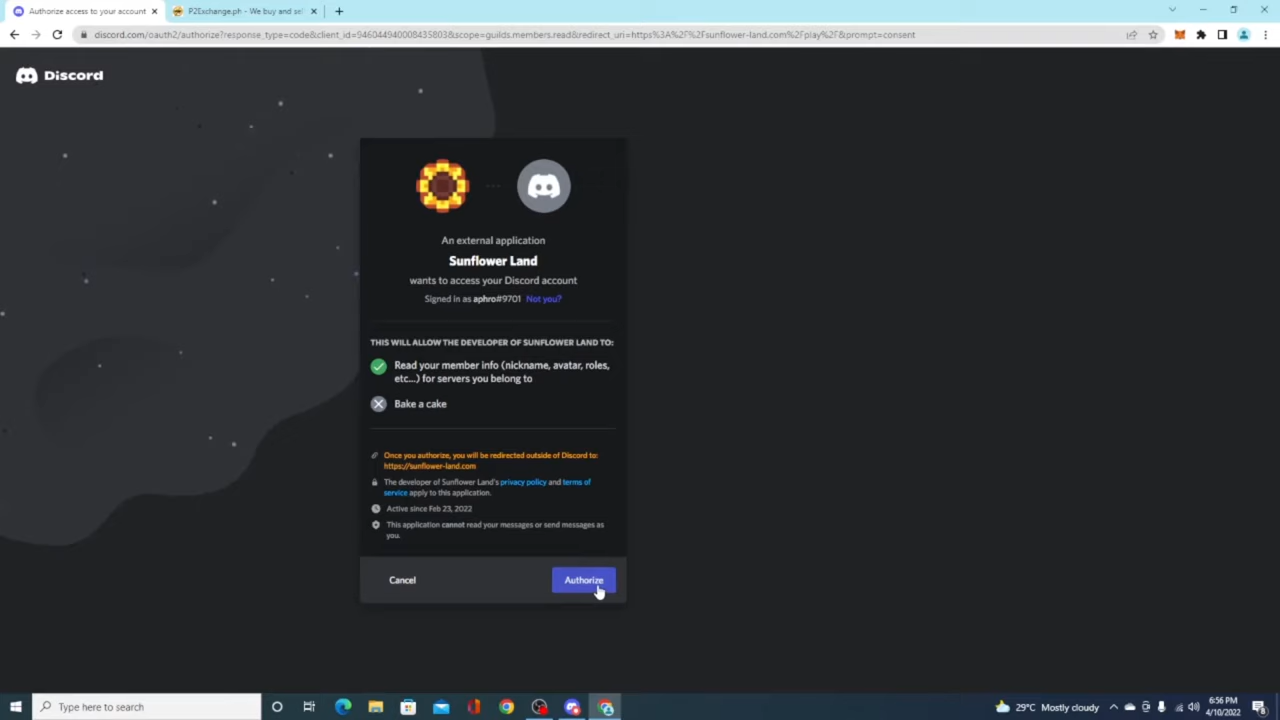 Authorize access to your account
P2Eschange.ph - We buy and sel
discord.com/oauth2/authorize?response_type=code&client_id=946044940008435803&scope=guilds.members.read&redirect_uri=https%3A%2F%2Fsunflower-land.com%2Fplay%2F&prompt=consent
Discord
An external application
Sunflower Land
wants to access your Discord account
Signed in as aphro#9701 Not you?
THIS WILL ALLOW THE DEVELOPER OF SUNFLOWER LAND TO:
Read your member info (nickname, avatar, roles,
etc...) for servers you belong to
Bake a cake
Once you authorize, you will be redirected outside of Discord to:
https://sunflower-land.com
The developer of Sunflower Land's privacy policy and terms of
service apply to this application.
Active since Feb 23, 2022
This application cannot read your messages or send messages as
you.
Cancel
Authorize
Type here to search
29°C Mostly cloudy
6:56 PM
4/10/2022
8